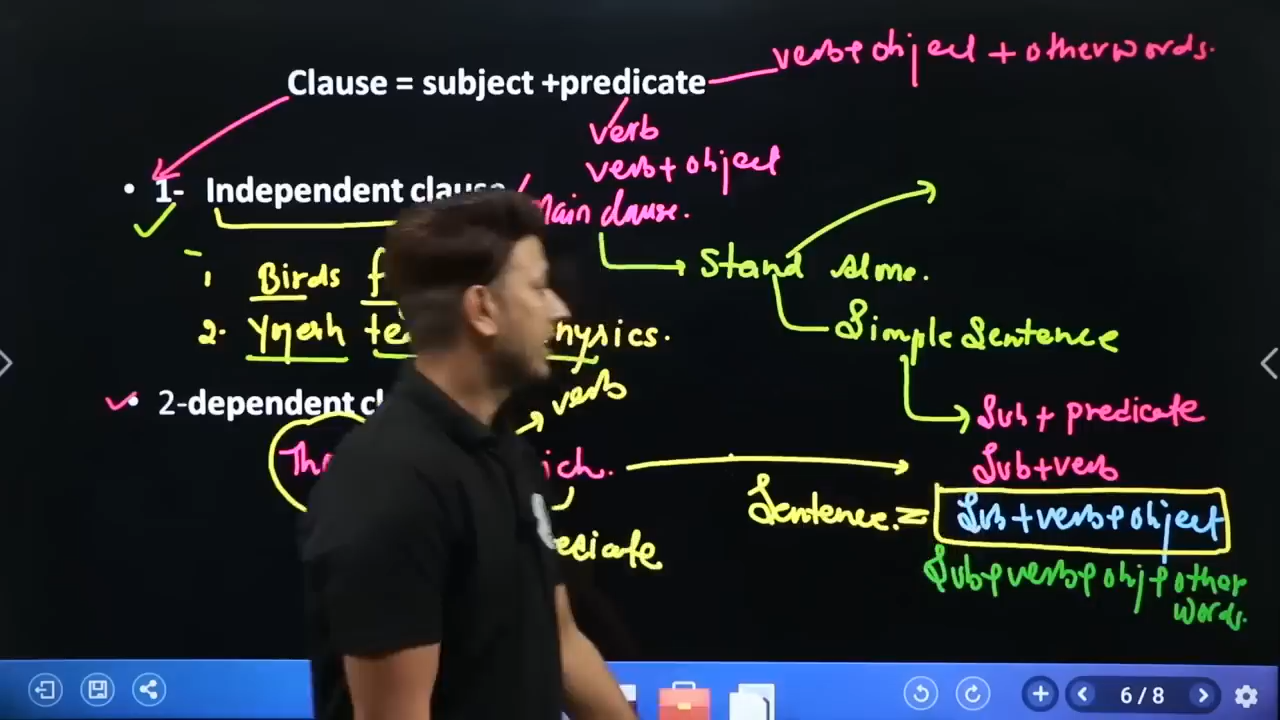 verb+object + otherwords.
Clause = subject +predicate
verb
verb+ object
• 1- Independent clause / Main clause.
Stand alone.
1 Birds
2. physics.
Simple Sentence
verb
• 2-dependent
Sub + predicate
Sub+verb
Sentence. = Sub+verb+object
Sub+verb+obj+other
words.
6 / 8